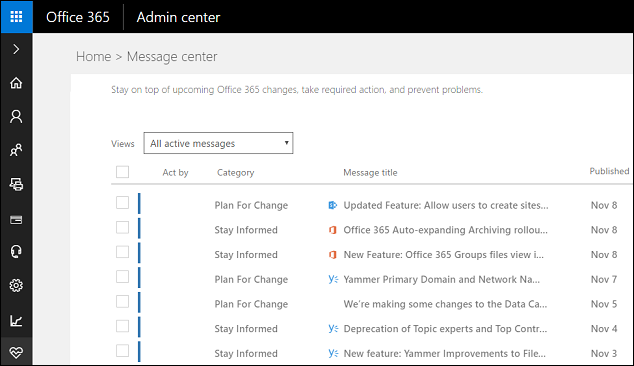 Office 365 Admin center
Home > Message center
Stay on top of upcoming Office 365 changes, take required action, and prevent problems.
Views All active messages
Act by Category Message title Published
Plan For Change Updated Feature: Allow users to create sites... Nov 8
Stay Informed Office 365 Auto-expanding Archiving rollou... Nov 8
Stay Informed New Feature: Office 365 Groups files view i... Nov 8
Plan For Change Yammer Primary Domain and Network Na... Nov 7
Plan For Change We're making some changes to the Data Ca... Nov 5
Stay Informed Deprecation of Topic experts and Top Contr... Nov 4
Stay Informed New feature: Yammer Improvements to File... Nov 3